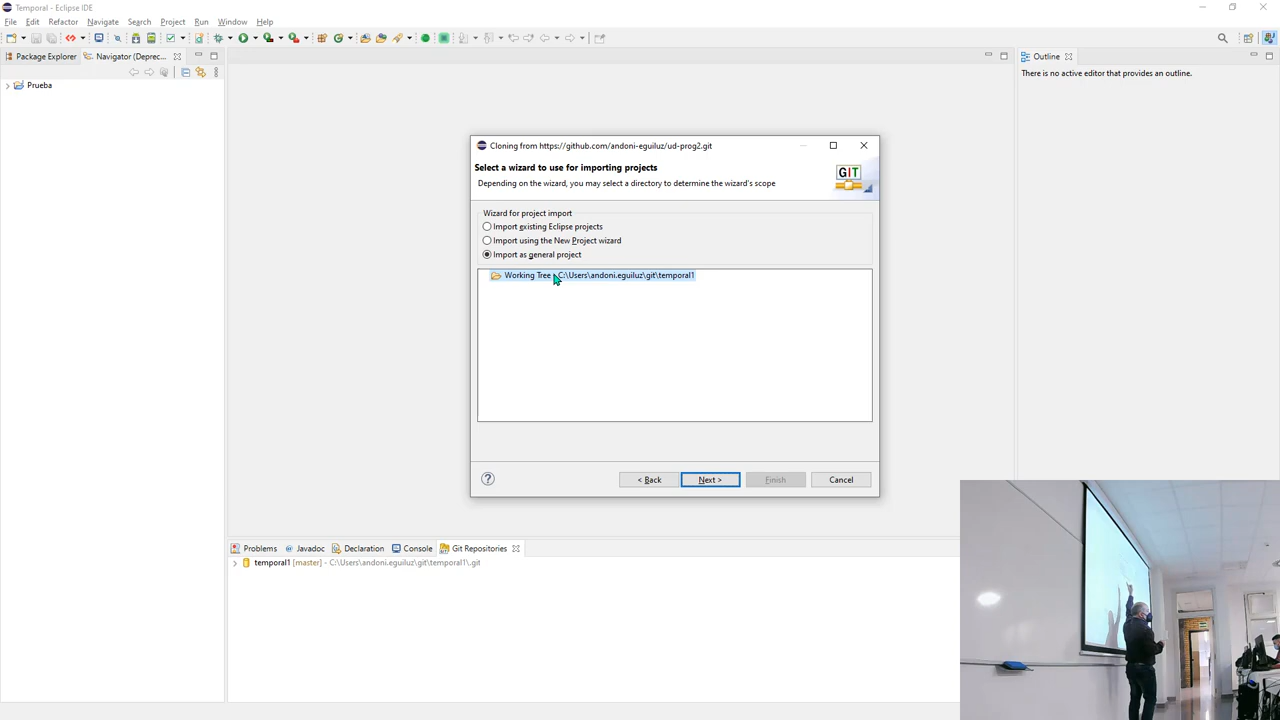 Temporal - Eclipse IDE
File Edit Refactor Navigate Search Project Run Window Help
Package Explorer Navigator (Deprec... Outline
Prueba
There is no active editor that provides an outline.
Cloning from https://github.com/andoni-eguiluz/ud-prog2.git
Select a wizard to use for importing projects
Depending on the wizard, you may select a directory to determine the wizard's scope
GIT
Wizard for project import
Import existing Eclipse projects
Import using the New Project wizard
Import as general project
Working Tree - C:\Users\andoni.eguiluz\git\temporal1
< Back Next > Finish Cancel
Problems Javadoc Declaration Console Git Repositories
temporal1 [master] - C:\Users\andoni.eguiluz\git\temporal1\.git